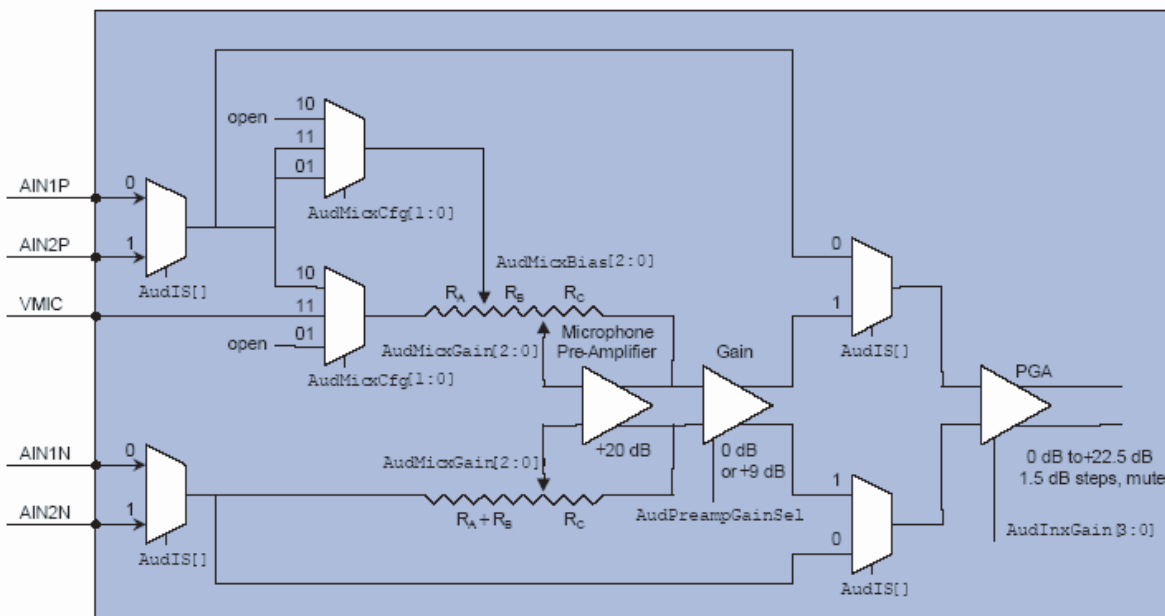 10
open
11
01
AudMicxCfg[1:0]
AIN1P
0
AIN2P
1
AudIS[]
VMIC
10
11
01
open
AudMicxCfg[1:0]
AudMicxBias[2:0]
RA
RB
RC
AudMicxGain[2:0]
Microphone
Pre-Amplifier
+20 dB
Gain
0 dB
or +9 dB
AudPreampGainSel
AIN1N
0
AIN2N
1
AudIS[]
AudMicxGain[2:0]
RA + RB
RC
0
1
AudIS[]
1
0
AudIS[]
PGA
0 dB to+22.5 dB
1.5 dB steps, mute
AudInxGain[3:0]